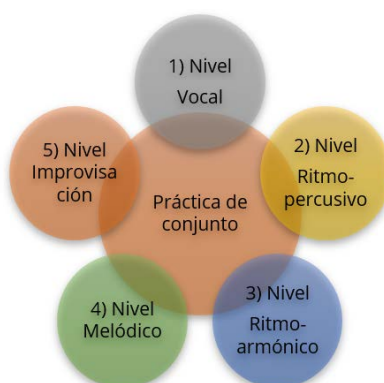 1) Nivel
Vocal
2) Nivel
Ritmo-
percusivo
3) Nivel
Ritmo-
armónico
4) Nivel
Melódico
5) Nivel
Improvisa
ción
Práctica de
conjunto